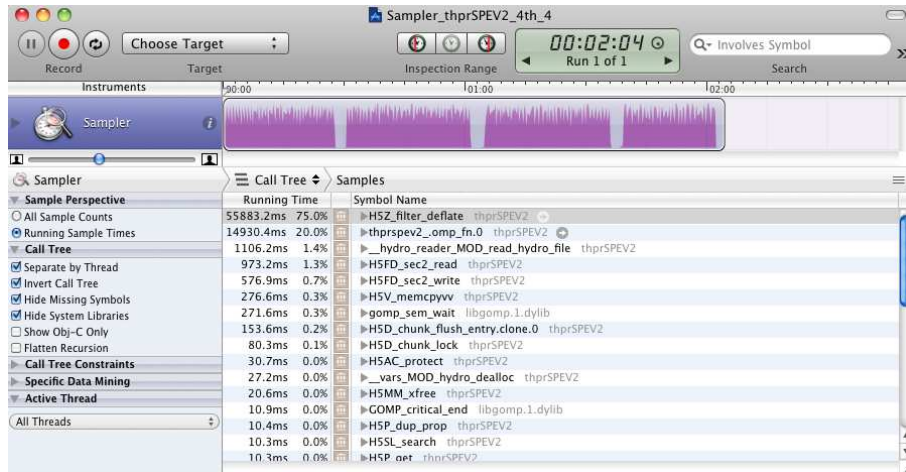 Sampler_thprSPEV2_4th_4
Choose Target
00:02:04
Run 1 of 1
Involves Symbol
Record
Target
Inspection Range
Search
Instruments
00:00
01:00
02:00
Sampler
Sampler
Call Tree
Samples
Sample Perspective
Running Time
Symbol Name
All Sample Counts
55883.2ms 75.0% H5Z_filter_deflate thprSPEV2
Running Sample Times
14930.4ms 20.0% thprspev2_.omp_fn.0 thprSPEV2
Call Tree
1106.2ms 1.4% __hydro_reader_MOD_read_hydro_file thprSPEV2
Separate by Thread
973.2ms 1.3% H5FD_sec2_read thprSPEV2
Invert Call Tree
576.9ms 0.7% H5FD_sec2_write thprSPEV2
Hide Missing Symbols
276.6ms 0.3% H5V_memcpyvv thprSPEV2
Hide System Libraries
271.6ms 0.3% gomp_sem_wait libgomp.1.dylib
Show Obj-C Only
153.6ms 0.2% H5D_chunk_flush_entry.clone.0 thprSPEV2
Flatten Recursion
80.3ms 0.1% H5D_chunk_lock thprSPEV2
Call Tree Constraints
30.7ms 0.0% H5AC_protect thprSPEV2
Specific Data Mining
27.2ms 0.0% __vars_MOD_hydro_dealloc thprSPEV2
Active Thread
20.6ms 0.0% H5MM_xfree thprSPEV2
All Threads
10.9ms 0.0% GOMP_critical_end libgomp.1.dylib
10.4ms 0.0% H5P_dup_prop thprSPEV2
10.3ms 0.0% H5SL_search thprSPEV2
10.3ms 0.0% H5P_get thprSPEV2